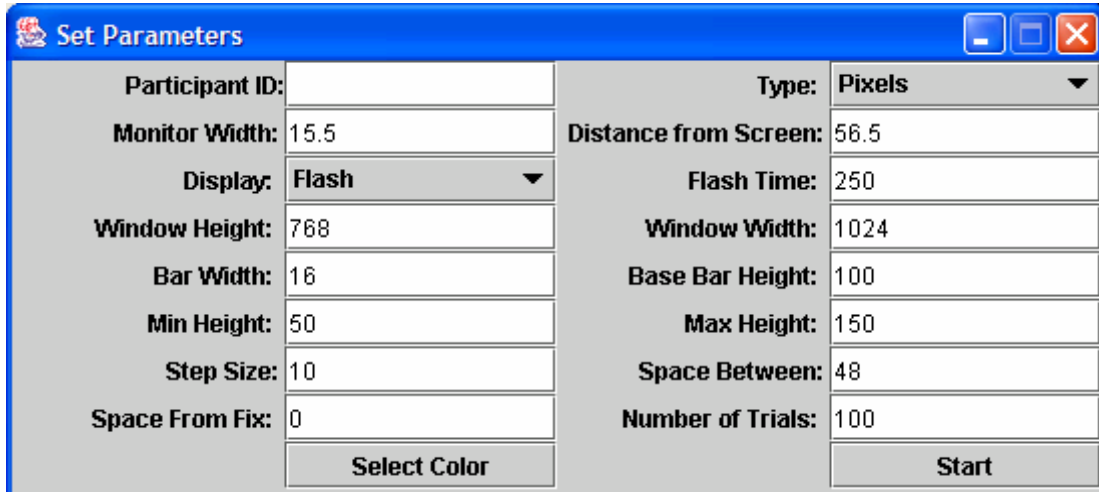 Set Parameters
Participant ID: Type: Pixels
Monitor Width: 15.5 Distance from Screen: 56.5
Display: Flash Flash Time: 250
Window Height: 768 Window Width: 1024
Bar Width: 16 Base Bar Height: 100
Min Height: 50 Max Height: 150
Step Size: 10 Space Between: 48
Space From Fix: 0 Number of Trials: 100
Select Color Start